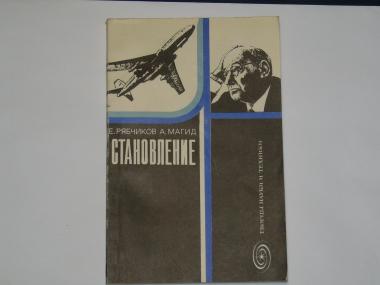 Е. РЯБЧИКОВ А. МАГИД
СТАНОВЛЕНИЕ
ТВОРЦЫ НАУКИ И ТЕХНИКИ